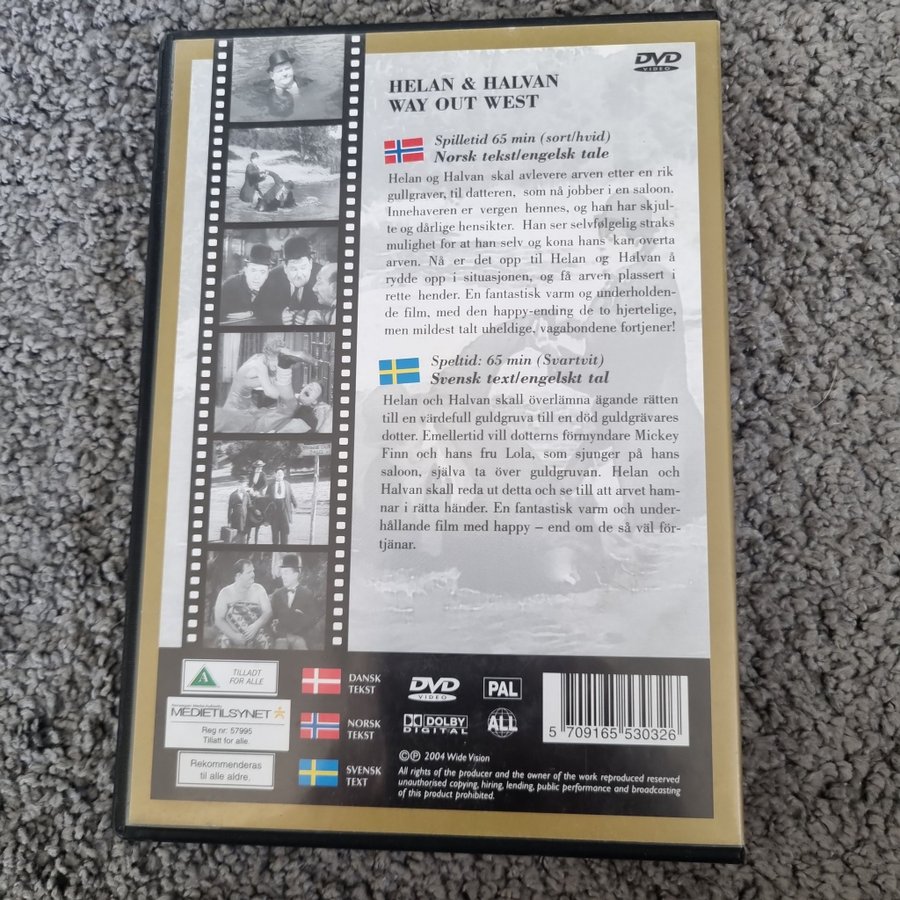 DVD
VIDEO
HELAN & HALVAN
WAY OUT WEST
Spilletid 65 min (sort/hvid)
Norsk tekst/engelsk tale
Helan og Halvan skal avlevere arven etter en rik
gullgraver, til datteren, som nå jobber i en saloon.
Innehaveren er vergen hennes, og han har skjul-
te og dårlige hensikter. Han ser selvfølgelig straks
mulighet for at han selv og kona hans kan overta
arven. Nå er det opp til Helan og Halvan å
rydde opp i situasjonen, og få arven plassert i
rette hender. En fantastisk varm og underholden-
de film, med den happy-ending de to hjertelige,
men mildest talt uheldige, vagabondene fortjener!
Speltid: 65 min (Svartvit)
Svensk text/engelskt tal
Helan och Halvan skall överlämna ägande rätten
till en värdefull guldgruva till en död guldgrävares
dotter. Emellertid vill dotterns förmyndare Mickey
Finn och hans fru Lola, som sjunger på hans
saloon, själva ta över guldgruvan. Helan och
Halvan skall reda ut detta och se till att arvet ham-
nar i rätta händer. En fantastisk varm och under-
hållande film med happy – end om de så väl för-
tjänar.
A
TILLADT
FOR ALLE
MEDIETILSYNET
Reg nr: 57995
Tillatt for alle.
Rekommenderas
til alle aldre.
DANSK
TEKST
NORSK
TEKST
SVENSK
TEXT
DVD
VIDEO
PAL
DOLBY
DIGITAL
ALL
5 709165 530326
©℗ 2004 Wide Vision
All rights of the producer and the owner of the work reproduced reserved
unauthorised copying, hiring, lending, public performance and broadcasting
of this product prohibited.